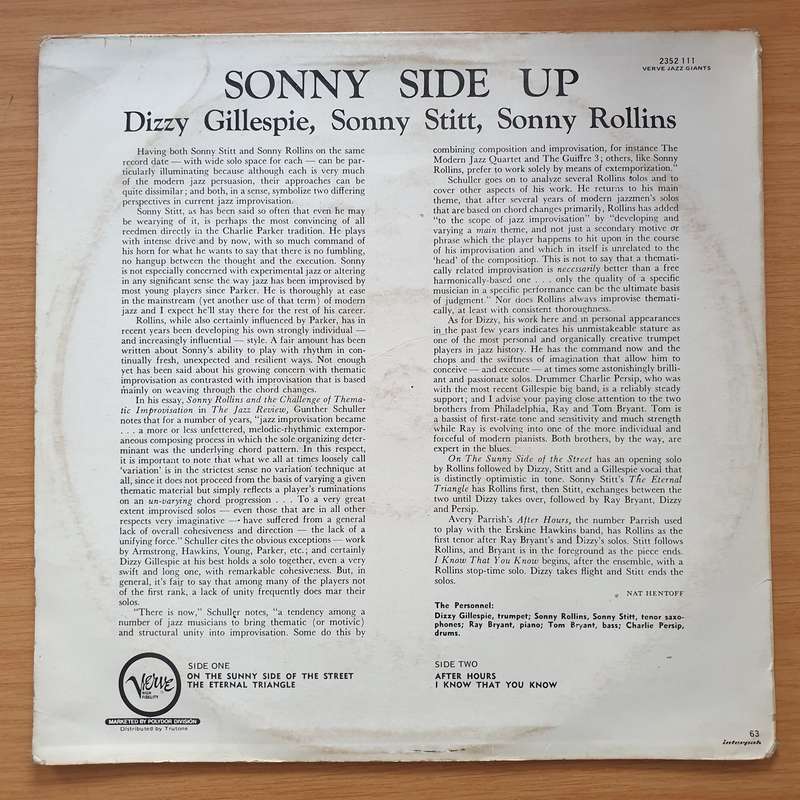 2352 111
VERVE JAZZ GIANTS
SONNY SIDE UP
Dizzy Gillespie, Sonny Stitt, Sonny Rollins
Having both Sonny Stitt and Sonny Rollins on the same
record date — with wide solo space for each — can be par-
ticularly illuminating because although each is very much
of the modern jazz persuasion, their approaches can be
quite dissimilar; and both, in a sense, symbolize two differing
perspectives in current jazz improvisation.
Sonny Stitt, as has been said so often that even he may
be wearying of it, is perhaps the most convincing of all
reedmen directly in the Charlie Parker tradition. He plays
with intense drive and by now, with so much command of
his horn for what he wants to say that there is no fumbling,
no hangup between the thought and the execution. Sonny
is not especially concerned with experimental jazz or altering
in any significant sense the way jazz has been improvised by
most young players since Parker. He is thoroughly at ease
in the mainstream (yet another use of that term) of modern
jazz and I expect he'll stay there for the rest of his career.
Rollins, while also certainly influenced by Parker, has in
recent years been developing his own strongly individual —
and increasingly influential — style. A fair amount has been
written about Sonny's ability to play with rhythm in con-
tinually fresh, unexpected and resilient ways. Not enough
yet has been said about his growing concern with thematic
improvisation as contrasted with improvisation that is based
mainly on weaving through the chord changes.
In his essay, Sonny Rollins and the Challenge of Thema-
tic Improvisation in The Jazz Review, Gunther Schuller
notes that for a number of years, "jazz improvisation became
. . . a more or less unfettered, melodic-rhythmic extempor-
aneous composing process in which the sole organizing deter-
minant was the underlying chord pattern. In this respect,
it is important to note that what we all at times loosely call
'variation' is in the strictest sense no variation technique at
all, since it does not proceed from the basis of varying a given
thematic material but simply reflects a player's ruminations
on an un-varying chord progression . . . To a very great
extent improvised solos — even those that are in all other
respects very imaginative — have suffered from a general
lack of overall cohesiveness and direction — the lack of a
unifying force." Schuller cites the obvious exceptions — work
by Armstrong, Hawkins, Young, Parker, etc.; and certainly
Dizzy Gillespie at his best holds a solo together, even a very
swift and long one, with remarkable cohesiveness. But, in
general, it's fair to say that among many of the players not
of the first rank, a lack of unity frequently does mar their
solos.
"There is now," Schuller notes, "a tendency among a
number of jazz musicians to bring thematic (or motivic)
and structural unity into improvisation. Some do this by
combining composition and improvisation, for instance The
Modern Jazz Quartet and The Guiffre 3; others, like Sonny
Rollins, prefer to work solely by means of extemporization."
Schuller goes on to analyze several Rollins solos and to
cover other aspects of his work. He returns to his main
theme, that after several years of modern jazzmen's solos
that are based on chord changes primarily, Rollins has added
"to the scope of jazz improvisation" by "developing and
varying a main theme, and not just a secondary motive or
phrase which the player happens to hit upon in the course
of his improvisation and which in itself is unrelated to the
'head' of the composition. This is not to say that a themati-
cally related improvisation is necessarily better than a free
harmonically-based one . . . only the quality of a specific
musician in a specific performance can be the ultimate basis
of judgment." Nor does Rollins always improvise themati-
cally, at least with consistent thoroughness.
As for Dizzy, his work here and in personal appearances
in the past few years indicates his unmistakeable stature as
one of the most personal and organically creative trumpet
players in jazz history. He has the command now and the
chops and the swiftness of imagination that allow him to
conceive — and execute — at times some astonishingly brilli-
ant and passionate solos. Drummer Charlie Persip, who was
with the most recent Gillespie big band, is a reliably steady
support; and I advise your paying close attention to the two
brothers from Philadelphia, Ray and Tom Bryant. Tom is
a bassist of first-rate tone and sensitivity and much strength
while Ray is evolving into one of the more individual and
forceful of modern pianists. Both brothers, by the way, are
expert in the blues.
On The Sunny Side of the Street has an opening solo
by Rollins followed by Dizzy, Stitt and a Gillespie vocal that
is distinctly optimistic in tone. Sonny Stitt's The Eternal
Triangle has Rollins first, then Stitt, exchanges between the
two until Dizzy takes over, followed by Ray Bryant, Dizzy
and Persip.
Avery Parrish's After Hours, the number Parrish used
to play with the Erskine Hawkins band, has Rollins as the
first tenor after Ray Bryant's and Dizzy's solos. Stitt follows
Rollins, and Bryant is in the foreground as the piece ends.
I Know That You Know begins, after the ensemble, with a
Rollins stop-time solo. Dizzy takes flight and Stitt ends the
solos.
NAT HENTOFF
The Personnel:
Dizzy Gillespie, trumpet; Sonny Rollins, Sonny Stitt, tenor saxo-
phones; Ray Bryant, piano; Tom Bryant, bass; Charlie Persip,
drums.
Verve
HIGH
FIDELITY
MARKETED BY POLYDOR DIVISION
Distributed by Trutone
SIDE ONE
ON THE SUNNY SIDE OF THE STREET
THE ETERNAL TRIANGLE
SIDE TWO
AFTER HOURS
I KNOW THAT YOU KNOW
63
interpak